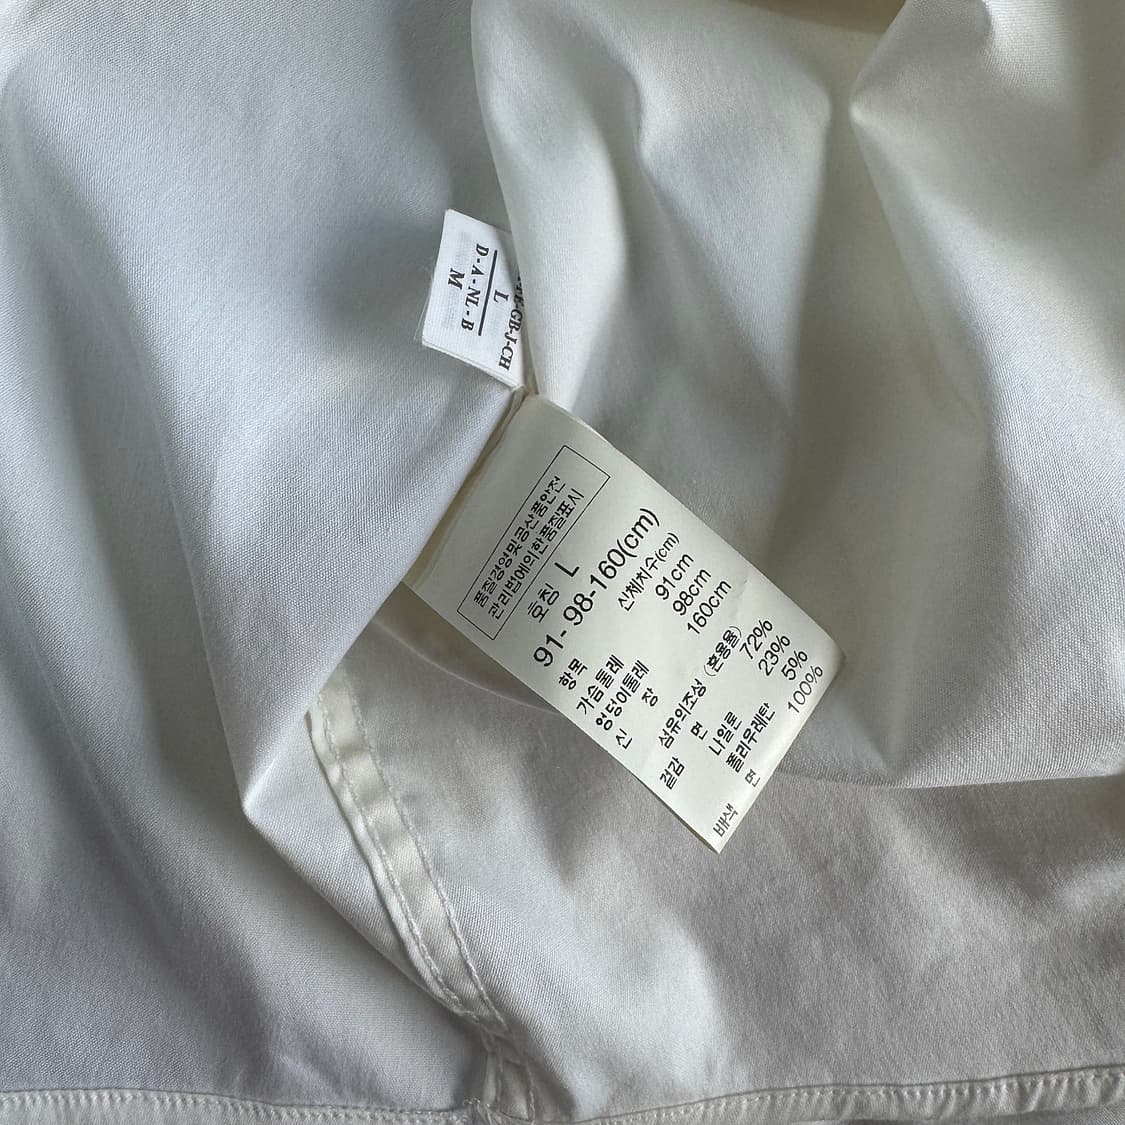 E-GB-J-CH
L
D-A-NL-B
M
품질경영및공산품안전
관리법에의한품질표시
호칭 L
91- 98-160(cm)
항목 신체치수(cm)
가슴둘레 91cm
엉덩이둘레 98cm
신 장 160cm
섬유의조성 (혼용율)
겉감 면 72%
나일론 23%
폴리우레탄 5%
배색 면 100%